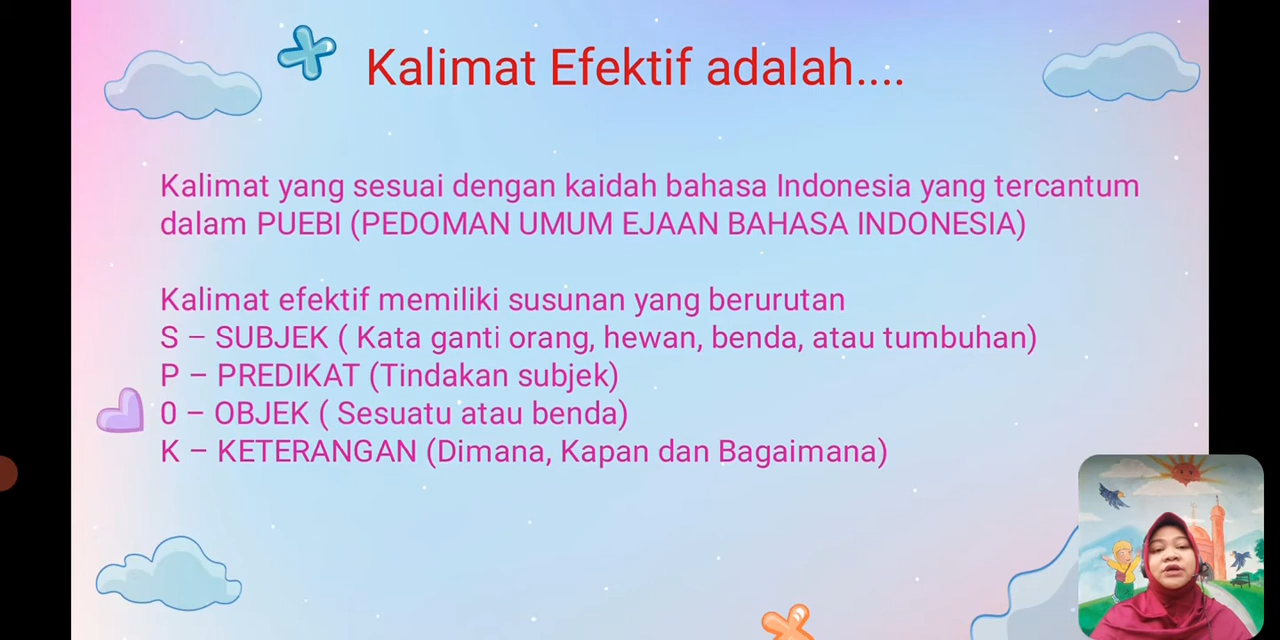 Kalimat Efektif adalah....
Kalimat yang sesuai dengan kaidah bahasa Indonesia yang tercantum
dalam PUEBI (PEDOMAN UMUM EJAAN BAHASA INDONESIA)
Kalimat efektif memiliki susunan yang berurutan
S – SUBJEK ( Kata ganti orang, hewan, benda, atau tumbuhan)
P – PREDIKAT (Tindakan subjek)
0 – OBJEK ( Sesuatu atau benda)
K – KETERANGAN (Dimana, Kapan dan Bagaimana)